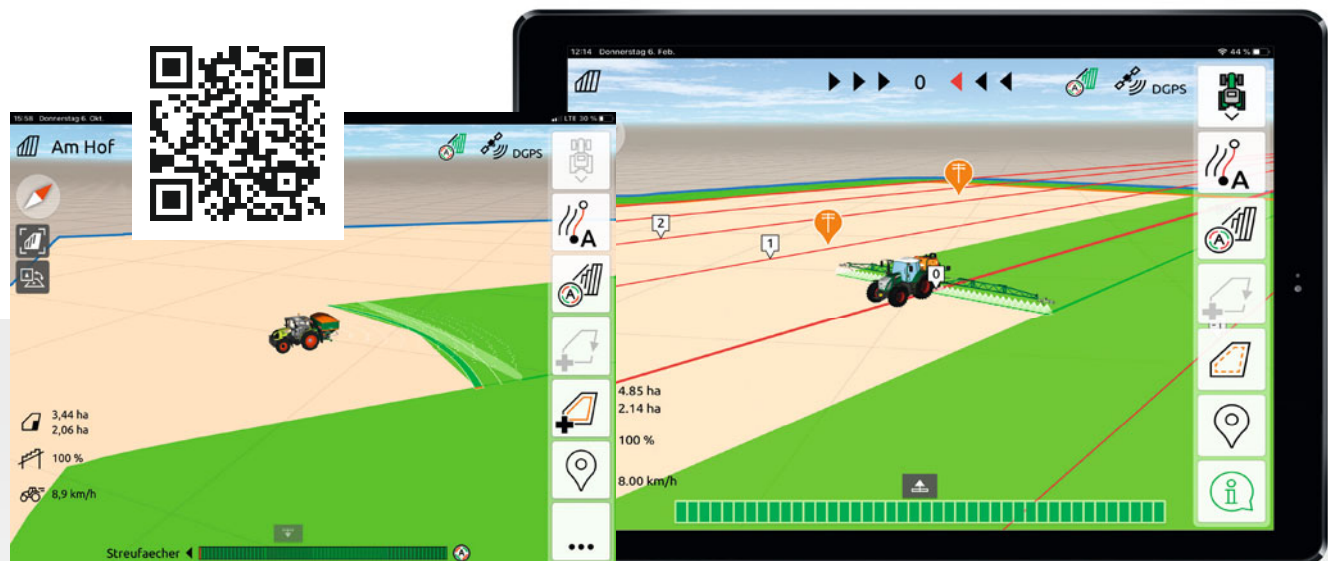 15:58 Donnerstag 6. Okt.
LTE 30 %
Am Hof
DGPS
A
A
3,44 ha
2,06 ha
100 %
8,9 km/h
Streufaecher
A
12:14 Donnerstag 6. Feb.
44 %
0
A
DGPS
A
A
2
1
0
4.85 ha
2.14 ha
100 %
8.00 km/h
i